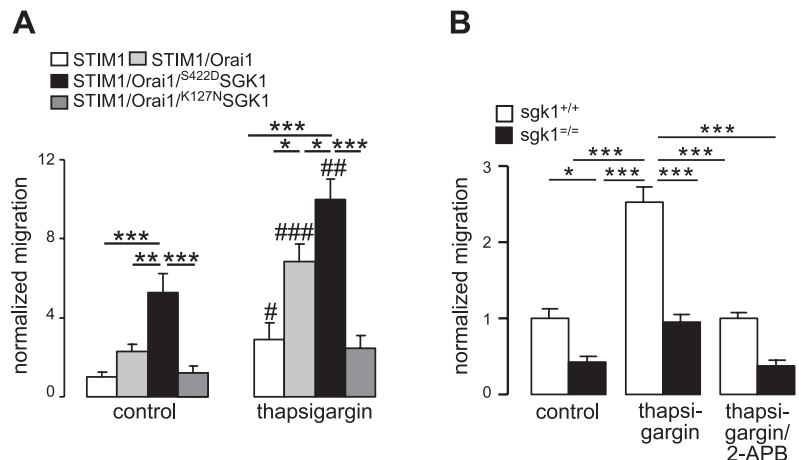 A
STIM1 STIM1/Orai1
STIM1/Orai1/S422DSGK1
STIM1/Orai1/K127NSGK1
***
* * ***
##
12
###
8
***
** ***
#
4
0
normalized migration
control thapsigargin
B
sgk1+/+
sgk1=/=
***
*** ***
* *** ***
3
2
1
0
normalized migration
control thapsi-
gargin thapsi-
gargin/
2-APB